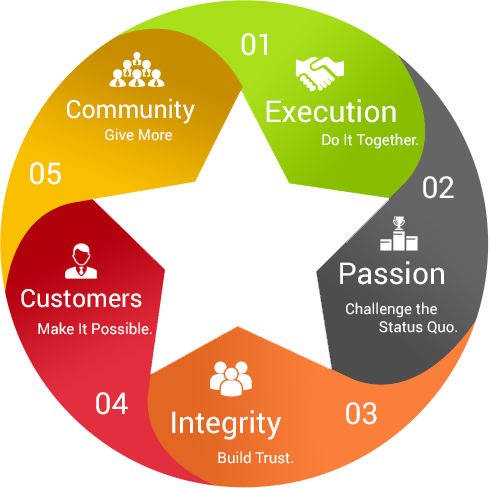 01
Execution
Do It Together.
02
Passion
Challenge the
Status Quo.
03
Integrity
Build Trust.
04
Customers
Make It Possible.
05
Community
Give More